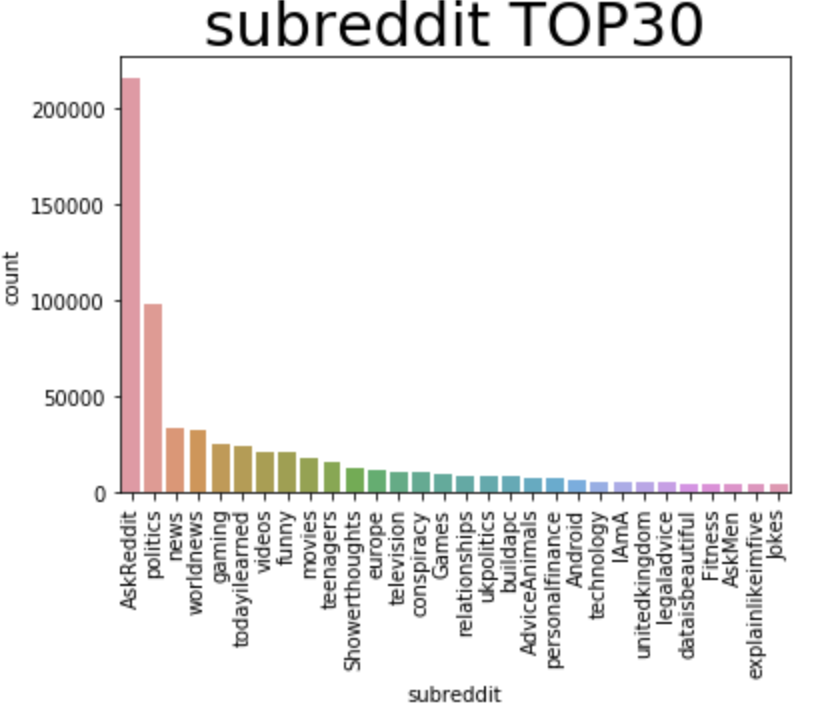 subreddit TOP30
count
200000
150000
100000
50000
0
AskReddit
politics
news
worldnews
gaming
todayilearned
videos
funny
movies
teenagers
Showerthoughts
europe
television
conspiracy
Games
relationships
ukpolitics
buildapc
AdviceAnimals
personalfinance
Android
technology
IAmA
unitedkingdom
legaladvice
dataisbeautiful
Fitness
AskMen
explainlikeimfive
Jokes
subreddit